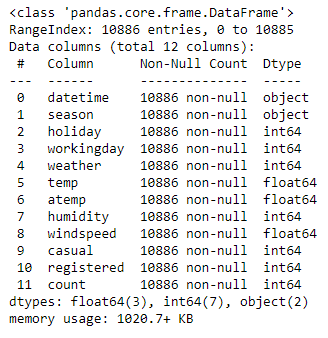 <class 'pandas.core.frame.DataFrame'>
RangeIndex: 10886 entries, 0 to 10885
Data columns (total 12 columns):
 #   Column      Non-Null Count  Dtype
---  ------      --------------  -----
 0   datetime    10886 non-null  object
 1   season      10886 non-null  object
 2   holiday     10886 non-null  int64
 3   workingday  10886 non-null  int64
 4   weather     10886 non-null  int64
 5   temp        10886 non-null  float64
 6   atemp       10886 non-null  float64
 7   humidity    10886 non-null  int64
 8   windspeed   10886 non-null  float64
 9   casual      10886 non-null  int64
 10  registered  10886 non-null  int64
 11  count       10886 non-null  int64
dtypes: float64(3), int64(7), object(2)
memory usage: 1020.7+ KB